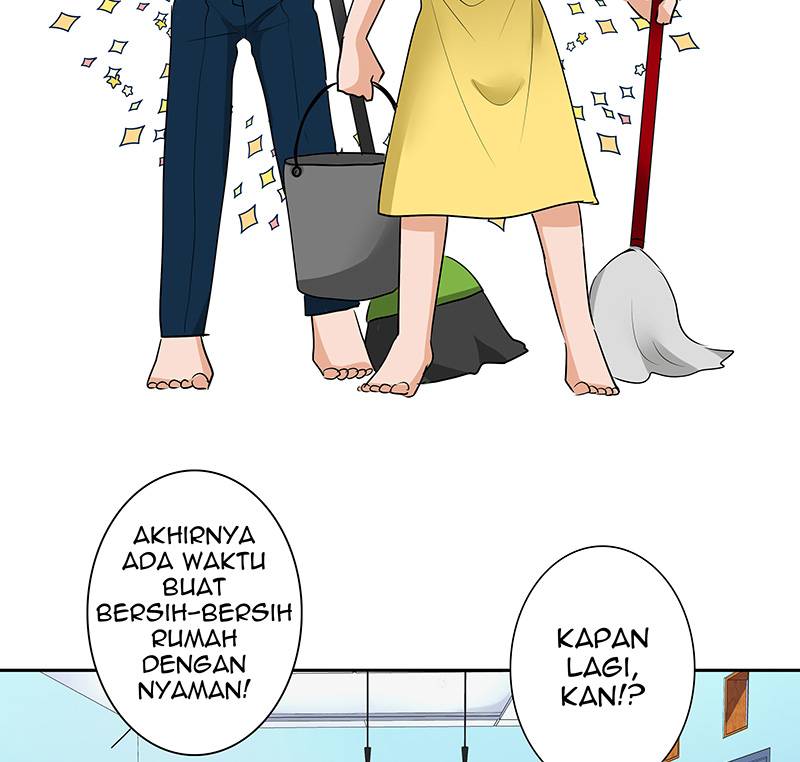 AKHIRNYA
ADA WAKTU
BUAT
BERSIH-BERSIH
RUMAH
DENGAN
NYAMAN!
KAPAN
LAGI,
KAN!?